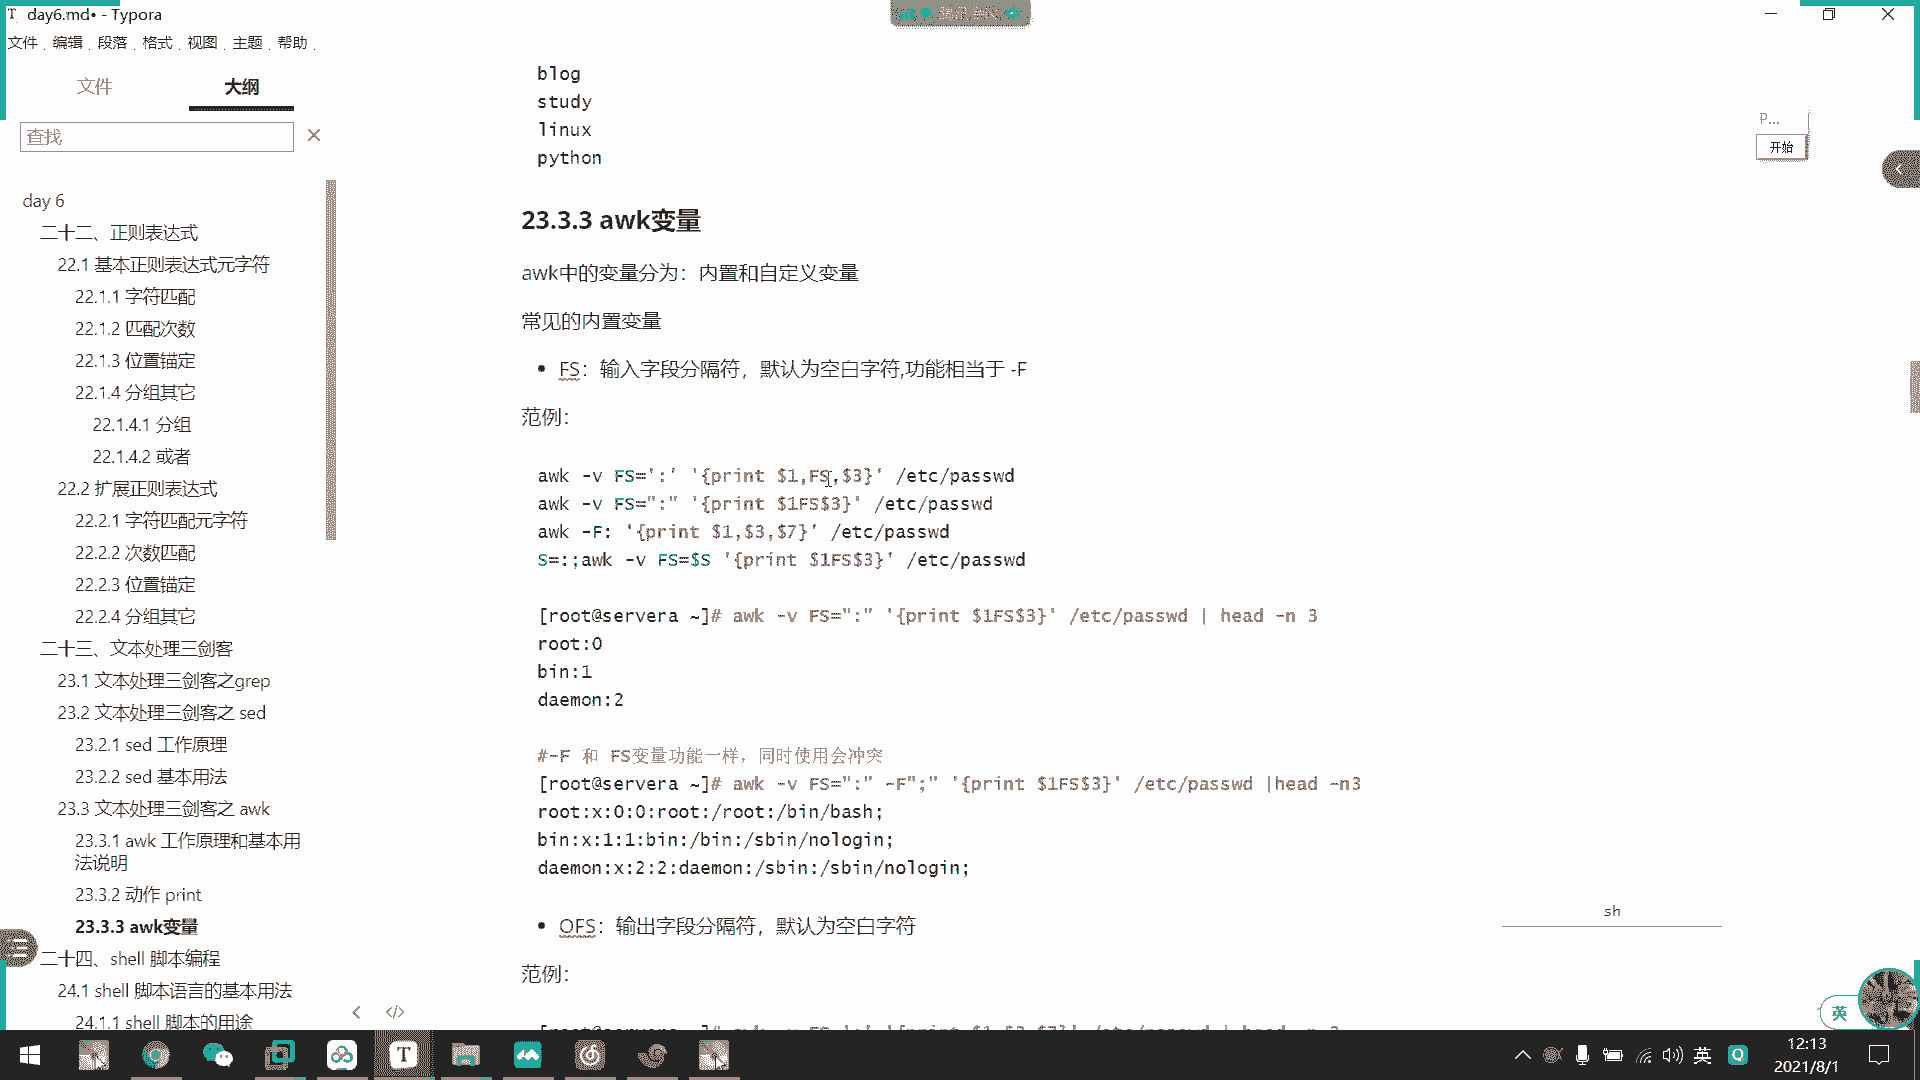 day6.md• - Typora
文件 编辑 段落 格式 视图 主题 帮助
文件 大纲
查找
day 6
二十二、正则表达式
22.1 基本正则表达式元字符
22.1.1 字符匹配
22.1.2 匹配次数
22.1.3 位置锚定
22.1.4 分组其它
22.1.4.1 分组
22.1.4.2 或者
22.2 扩展正则表达式
22.2.1 字符匹配元字符
22.2.2 次数匹配
22.2.3 位置锚定
22.2.4 分组其它
二十三、文本处理三剑客
23.1 文本处理三剑客之grep
23.2 文本处理三剑客之 sed
23.2.1 sed 工作原理
23.2.2 sed 基本用法
23.3 文本处理三剑客之 awk
23.3.1 awk 工作原理和基本用
法说明
23.3.2 动作 print
23.3.3 awk变量
二十四、shell 脚本编程
24.1 shell 脚本语言的基本用法
24.1.1 shell 脚本的用途
blog
study
linux
python
23.3.3 awk变量
awk中的变量分为：内置和自定义变量
常见的内置变量
• FS：输入字段分隔符，默认为空白字符,功能相当于 -F
范例：
awk -v FS=':' '{print $1,FS,$3}' /etc/passwd
awk -v FS=":" '{print $1FS$3}' /etc/passwd
awk -F: '{print $1,$3,$7}' /etc/passwd
S=:;awk -v FS=$S '{print $1FS$3}' /etc/passwd
[root@servera ~]# awk -v FS=":" '{print $1FS$3}' /etc/passwd | head -n 3
root:0
bin:1
daemon:2
#-F 和 FS变量功能一样，同时使用会冲突
[root@servera ~]# awk -v FS=":" -F";" '{print $1FS$3}' /etc/passwd |head -n3
root:x:0:0:root:/root:/bin/bash;
bin:x:1:1:bin:/bin:/sbin/nologin;
daemon:x:2:2:daemon:/sbin:/sbin/nologin;
• OFS：输出字段分隔符，默认为空白字符
范例：
sh
P...
开始
英
英
12:13
2021/8/1